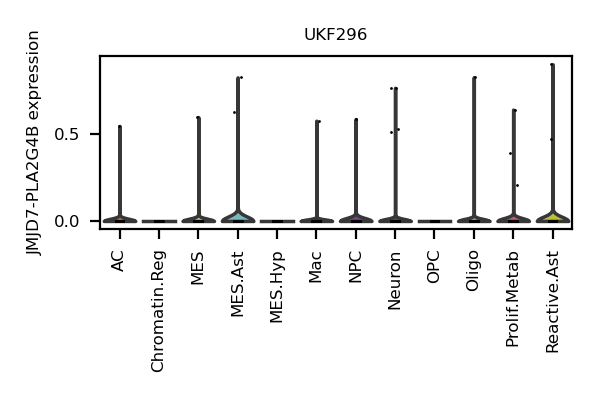 UKF296
JMJD7-PLA2G4B expression
0.5
0.0
AC
Chromatin.Reg
MES
MES.Ast
MES.Hyp
Mac
NPC
Neuron
OPC
Oligo
Prolif.Metab
Reactive.Ast